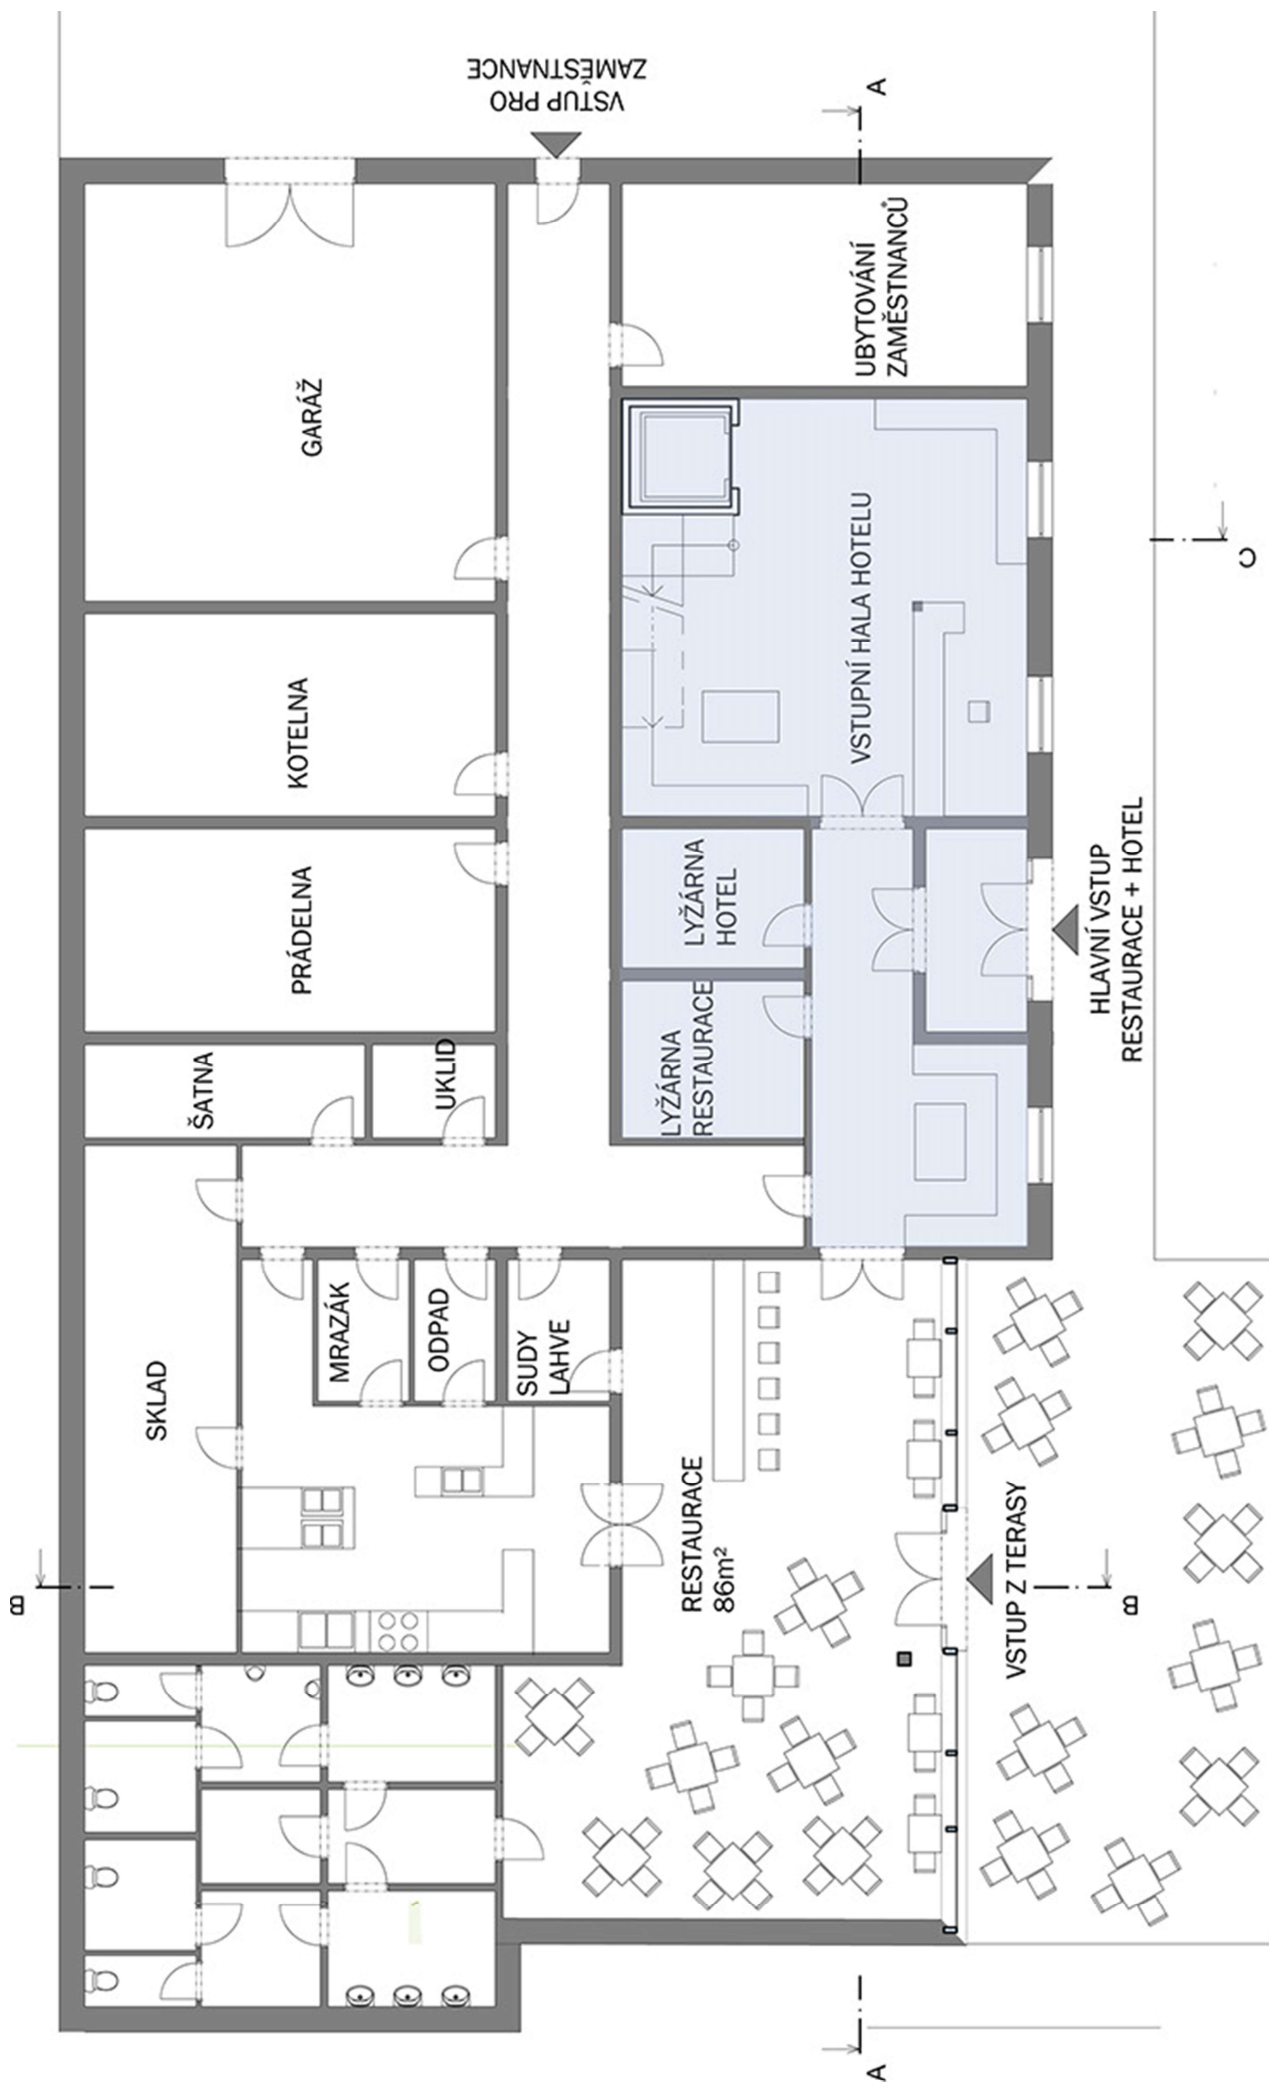 VSTUP PRO
ZAMĚSTNANCE
A
GARÁŽ
UBYTOVÁNÍ
ZAMĚSTNANCŮ
C
KOTELNA
VSTUPNÍ HALA HOTELU
PRÁDELNA
LYŽÁRNA
HOTEL
HLAVNÍ VSTUP
RESTAURACE + HOTEL
ŠATNA
UKLID
LYŽÁRNA
RESTAURACE
SKLAD
MRAZÁK
ODPAD
SUDY
LAHVE
RESTAURACE
86m²
VSTUP Z TERASY
B
B
A